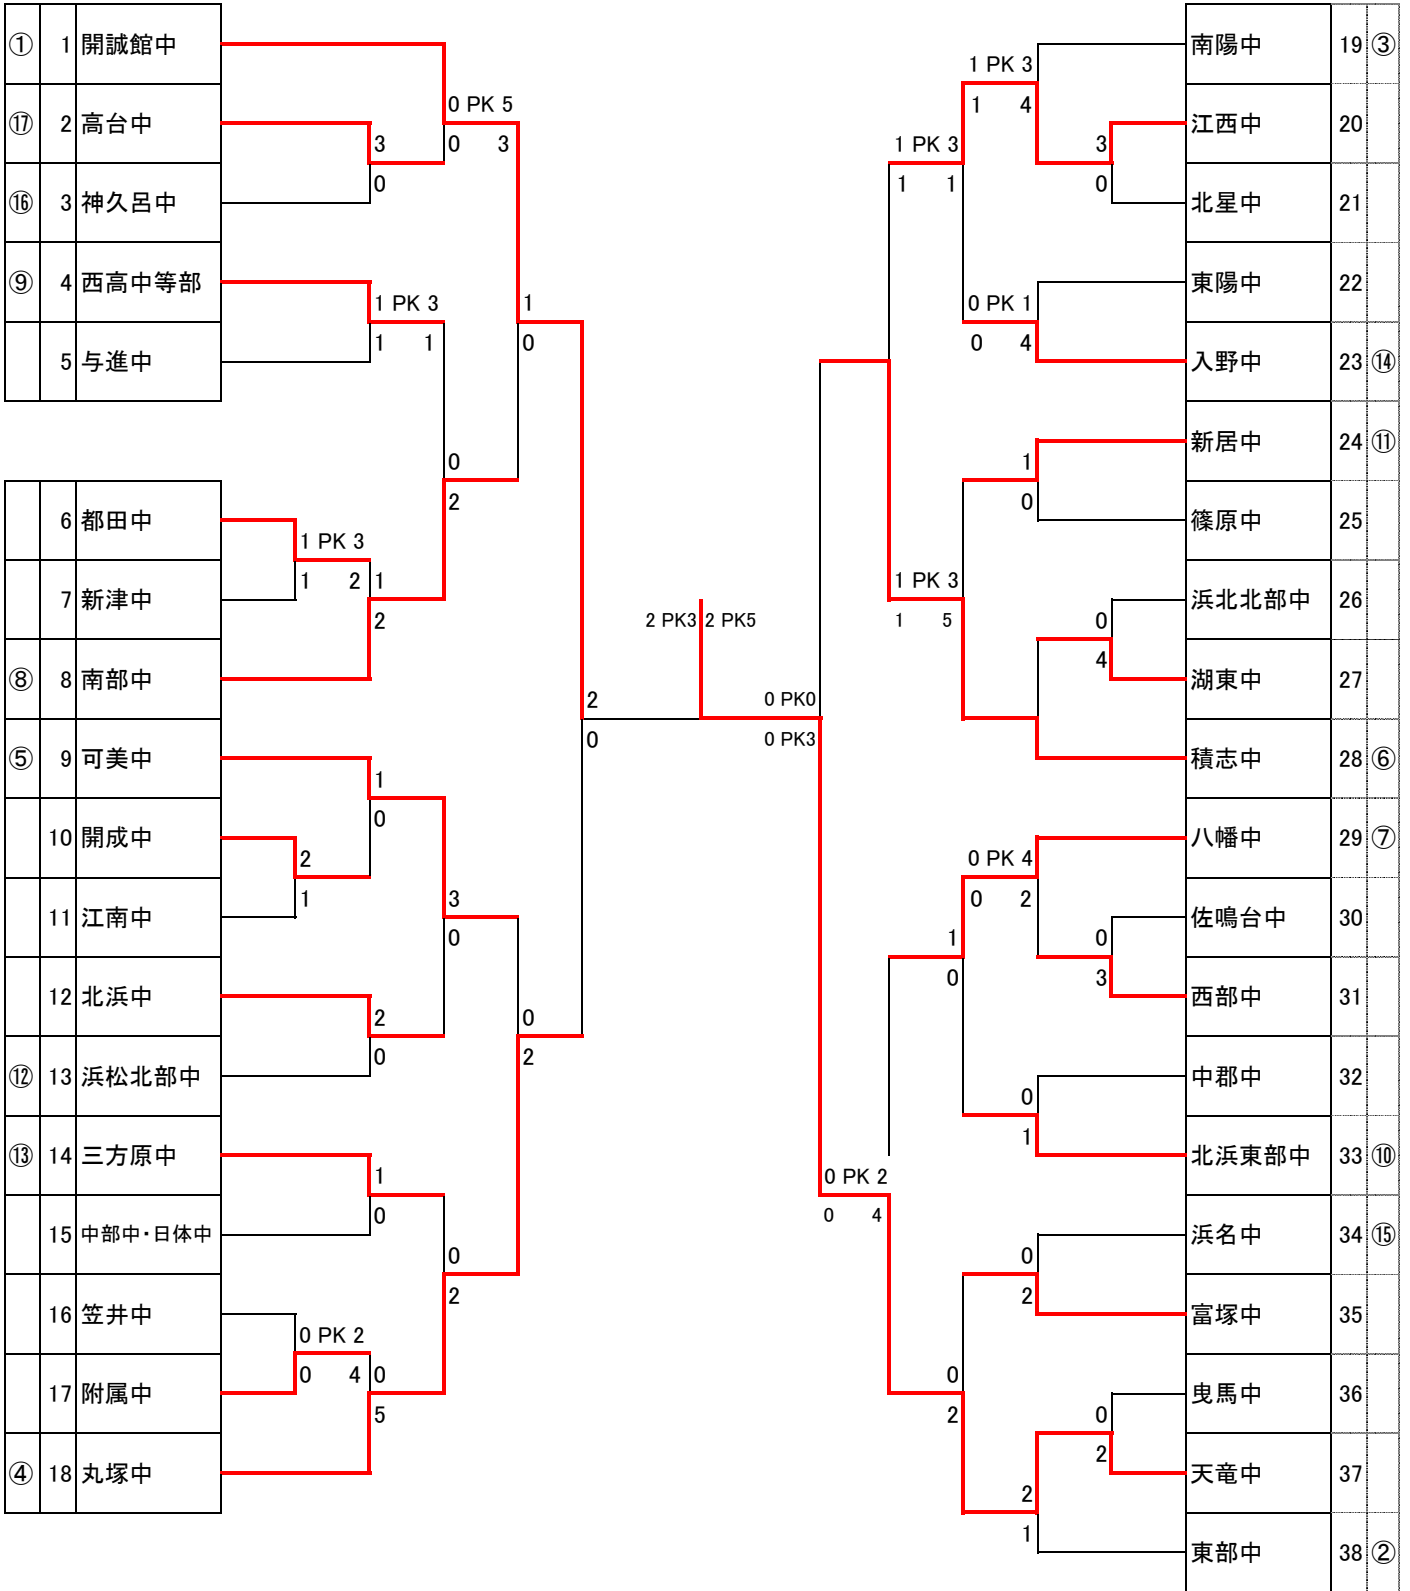 ① 1 開誠館中
⑰ 2 高台中
⑯ 3 神久呂中
⑨ 4 西高中等部
5 与進中
6 都田中
7 新津中
⑧ 8 南部中
⑤ 9 可美中
10 開成中
11 江南中
12 北浜中
⑫ 13 浜松北部中
⑬ 14 三方原中
15 中部中・日体中
16 笠井中
17 附属中
④ 18 丸塚中
0 PK 5
0 3
3
0
1 PK 3
1 1
1
0
0
2
1 PK 3
1 2
1
2
1
0
2
1
3
0
2
0
0
2
1
0
0
2
0 PK 2
0 4
0
5
2
0
2 PK3
2 PK5
0 PK0
0 PK3
1 PK 3
1 4
3
0
1 PK 3
1 1
0 PK 1
0 4
1
0
1 PK 3
1 5
0
4
0 PK 4
0 2
1
0
0
3
0
1
0 PK 2
0 4
0
2
0
2
0
2
2
1
南陽中 19 ③
江西中 20
北星中 21
東陽中 22
入野中 23 ⑭
新居中 24 ⑪
篠原中 25
浜北北部中 26
湖東中 27
積志中 28 ⑥
八幡中 29 ⑦
佐鳴台中 30
西部中 31
中郡中 32
北浜東部中 33 ⑩
浜名中 34 ⑮
富塚中 35
曳馬中 36
天竜中 37
東部中 38 ②